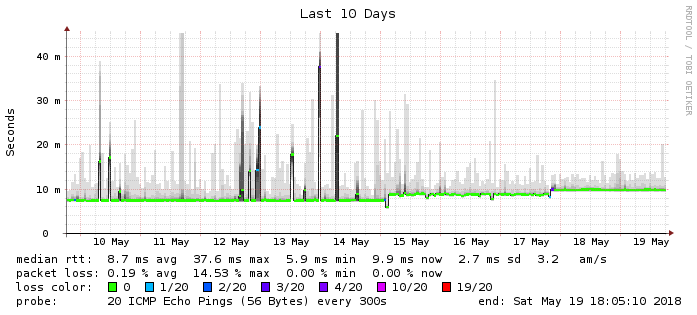 Last 10 Days
RRDTOOL / TOBI OETIKER
Seconds
40 m
30 m
20 m
10 m
0
10 May 11 May 12 May 13 May 14 May 15 May 16 May 17 May 18 May 19 May
median rtt: 8.7 ms avg 37.6 ms max 5.9 ms min 9.9 ms now 2.7 ms sd 3.2 am/s
packet loss: 0.19 % avg 14.53 % max 0.00 % min 0.00 % now
loss color: 0 1/20 2/20 3/20 4/20 10/20 19/20
probe: 20 ICMP Echo Pings (56 Bytes) every 300s end: Sat May 19 18:05:10 2018